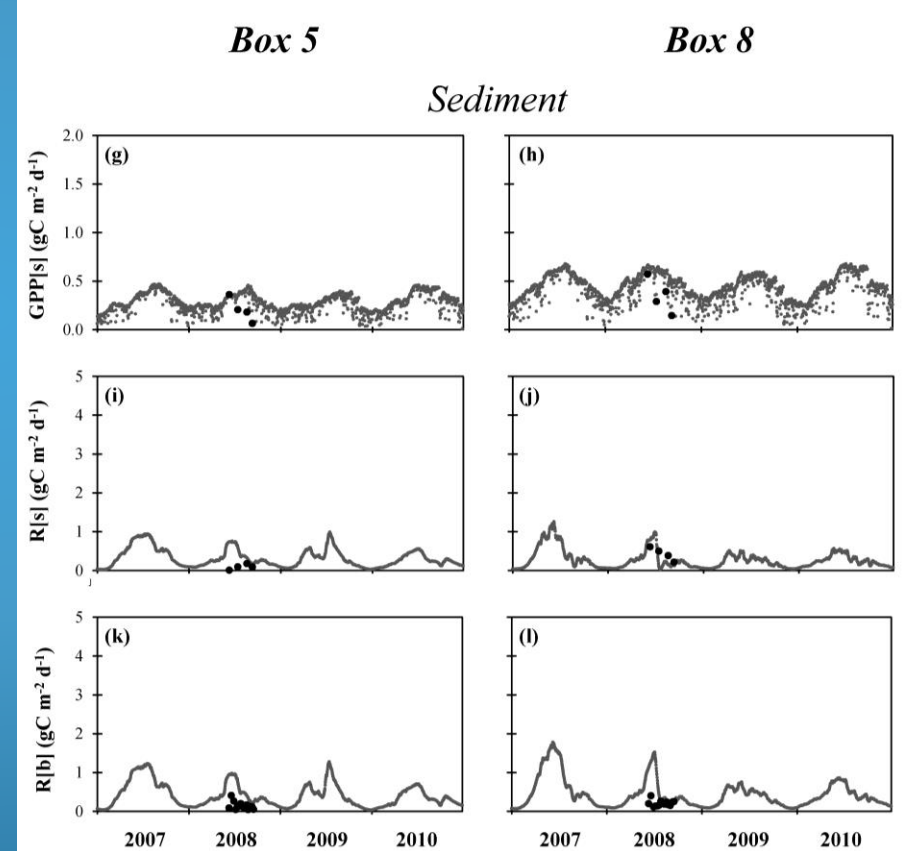 Box 5 Box 8
Sediment
GPP[s] (gC m-2 d-1)
2.0
1.5
1.0
0.5
0.0
(g)
(h)
R[s] (gC m-2 d-1)
5
4
3
2
1
0
(i)
(j)
R[b] (gC m-2 d-1)
5
4
3
2
1
0
(k)
(l)
2007 2008 2009 2010 2007 2008 2009 2010